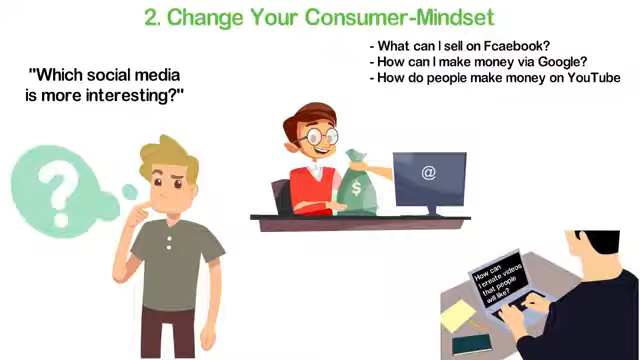 2. Change Your Consumer-Mindset
- What can I sell on Fcaebook?
- How can I make money via Google?
- How do people make money on YouTube
"Which social media
is more interesting?"
?
$
@
How can
I create videos
that people
will like?